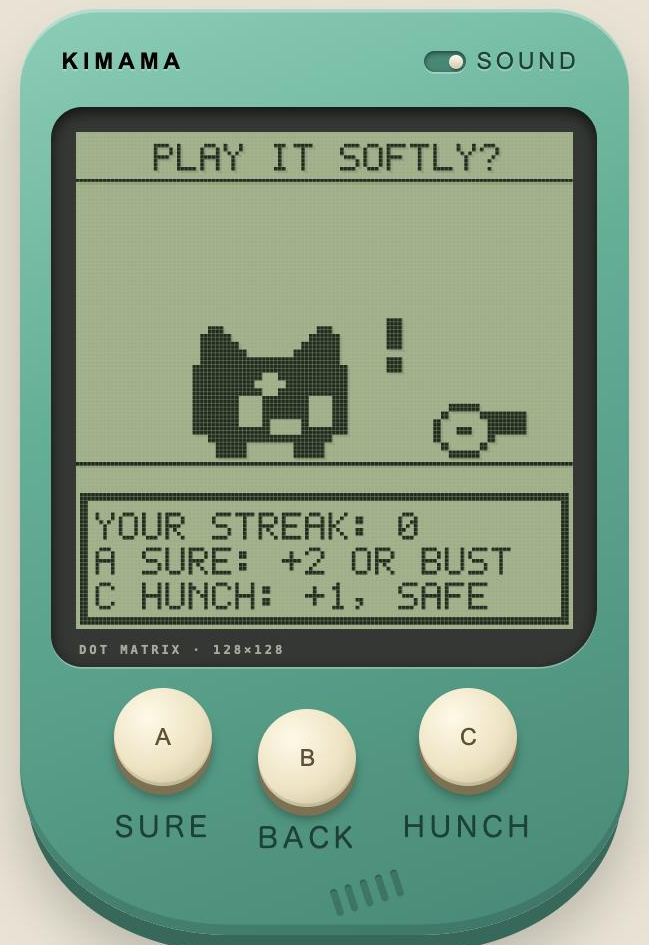 KIMAMA
SOUND
PLAY IT SOFTLY?
!
YOUR STREAK: 0
A SURE: +2 OR BUST
C HUNCH: +1, SAFE
DOT MATRIX · 128×128
A
B
C
SURE
BACK
HUNCH